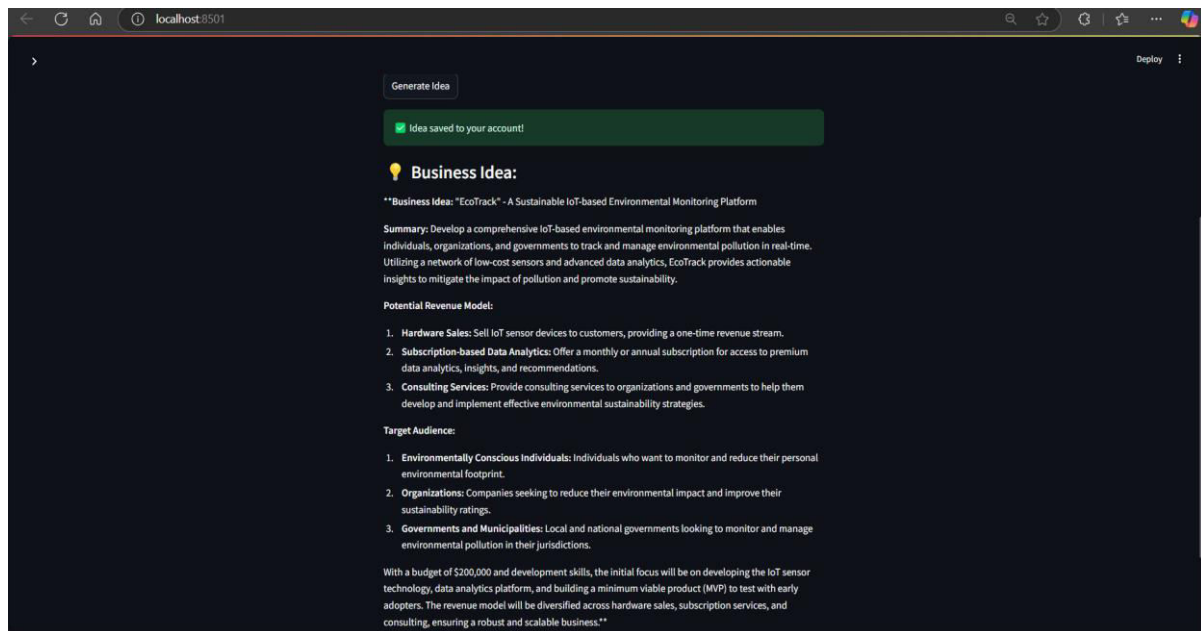 localhost:8501
Deploy
Generate Idea
Idea saved to your account!
Business Idea:
**Business Idea: "EcoTrack" - A Sustainable IoT-based Environmental Monitoring Platform
Summary: Develop a comprehensive IoT-based environmental monitoring platform that enables
individuals, organizations, and governments to track and manage environmental pollution in real-time.
Utilizing a network of low-cost sensors and advanced data analytics, EcoTrack provides actionable
insights to mitigate the impact of pollution and promote sustainability.
Potential Revenue Model:
1. Hardware Sales: Sell IoT sensor devices to customers, providing a one-time revenue stream.
2. Subscription-based Data Analytics: Offer a monthly or annual subscription for access to premium
data analytics, insights, and recommendations.
3. Consulting Services: Provide consulting services to organizations and governments to help them
develop and implement effective environmental sustainability strategies.
Target Audience:
1. Environmentally Conscious Individuals: Individuals who want to monitor and reduce their personal
environmental footprint.
2. Organizations: Companies seeking to reduce their environmental impact and improve their
sustainability ratings.
3. Governments and Municipalities: Local and national governments looking to monitor and manage
environmental pollution in their jurisdictions.
With a budget of $200,000 and development skills, the initial focus will be on developing the IoT sensor
technology, data analytics platform, and building a minimum viable product (MVP) to test with early
adopters. The revenue model will be diversified across hardware sales, subscription services, and
consulting, ensuring a robust and scalable business.**